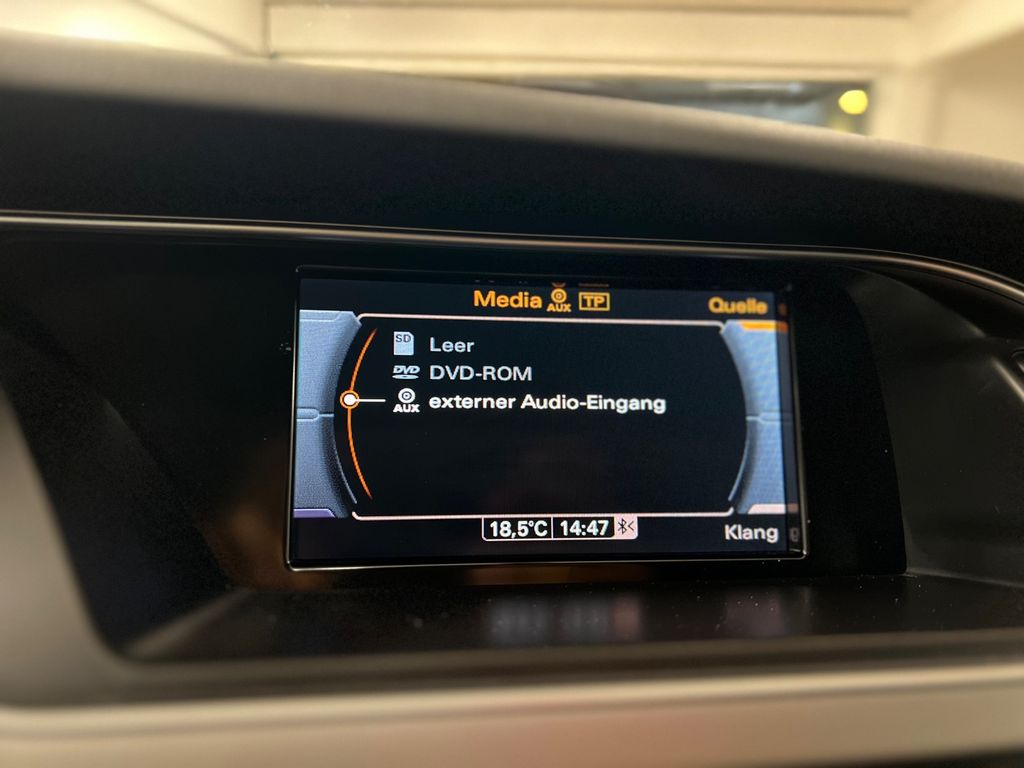 Media AUX TP Quelle
SD Leer
DVD DVD-ROM
AUX externer Audio-Eingang
18,5°C 14:47
Klang